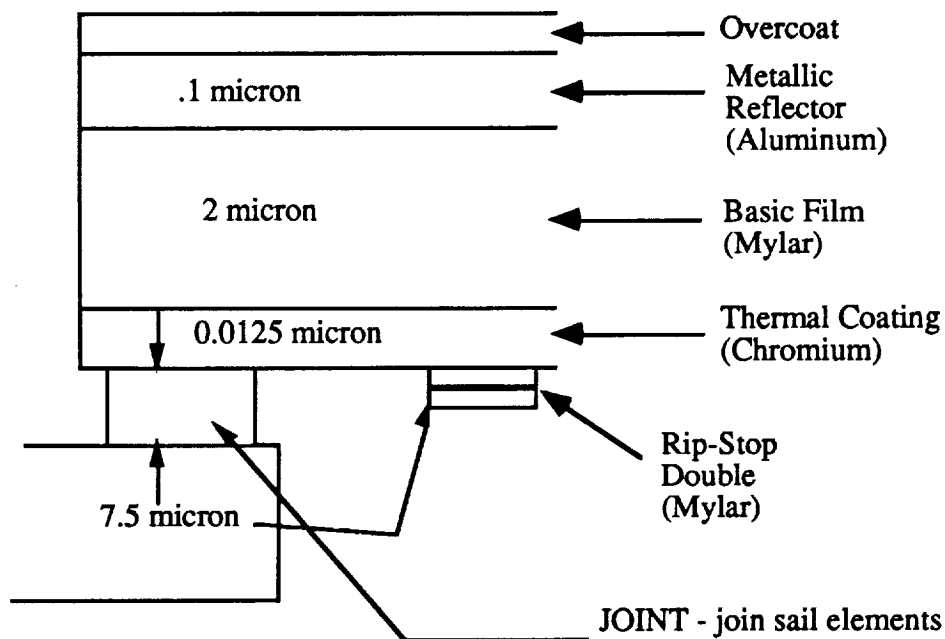 Overcoat
.1 micron
Metallic
Reflector
(Aluminum)
2 micron
Basic Film
(Mylar)
0.0125 micron
Thermal Coating
(Chromium)
Rip-Stop
Double
(Mylar)
7.5 micron
JOINT - join sail elements